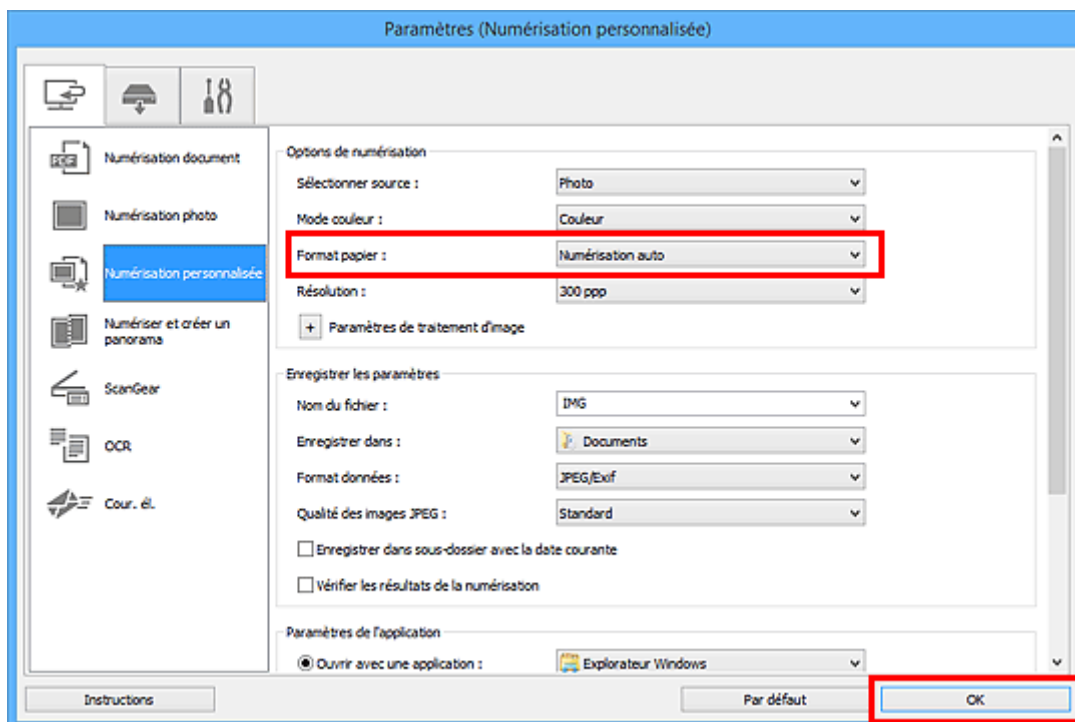 Paramètres (Numérisation personnalisée)
Numérisation document
Numérisation photo
Numérisation personnalisée
Numériser et créer un
panorama
ScanGear
OCR
Cour. él.
Options de numérisation
Sélectionner source :
Photo
Mode couleur :
Couleur
Format papier :
Numérisation auto
Résolution :
300 ppp
+ Paramètres de traitement d'image
Enregistrer les paramètres
Nom du fichier :
IMG
Enregistrer dans :
Documents
Format données :
JPEG/Exif
Qualité des images JPEG :
Standard
Enregistrer dans sous-dossier avec la date courante
Vérifier les résultats de la numérisation
Paramètres de l'application
Ouvrir avec une application :
Explorateur Windows
Instructions
Par défaut
OK